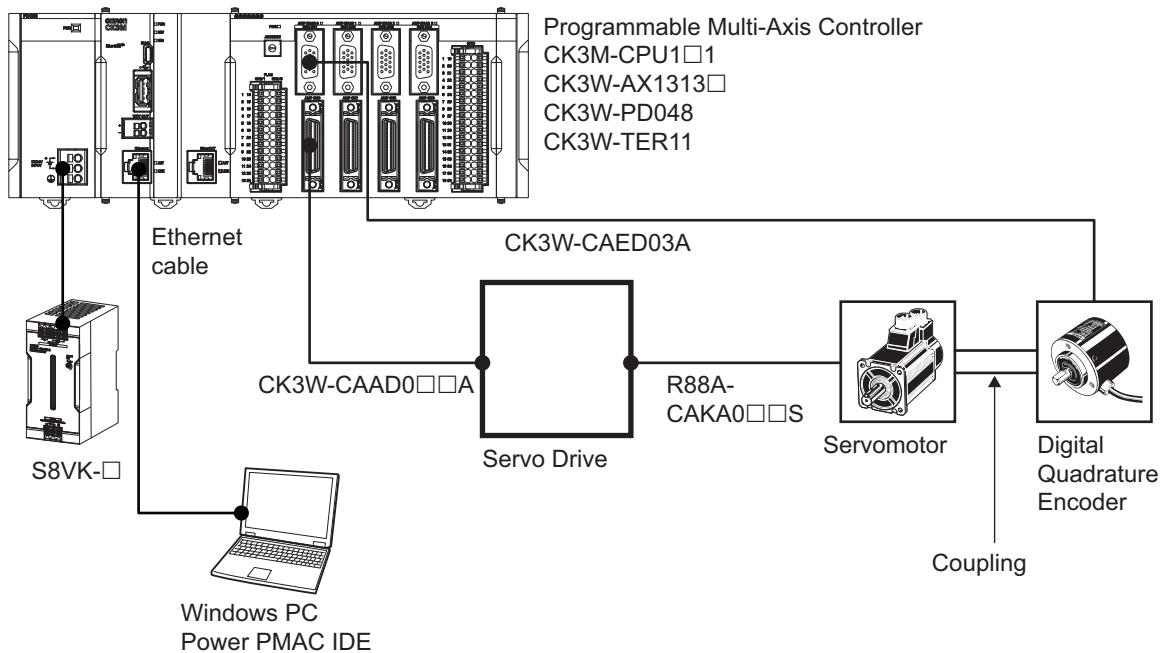 Programmable Multi-Axis Controller
CK3M-CPU1□1
CK3W-AX1313□
CK3W-PD048
CK3W-TER11
Ethernet
cable
CK3W-CAED03A
CK3W-CAAD0□□A
R88A-
CAKA0□□S
S8VK-□
Servo Drive
Servomotor
Digital
Quadrature
Encoder
Coupling
Windows PC
Power PMAC IDE